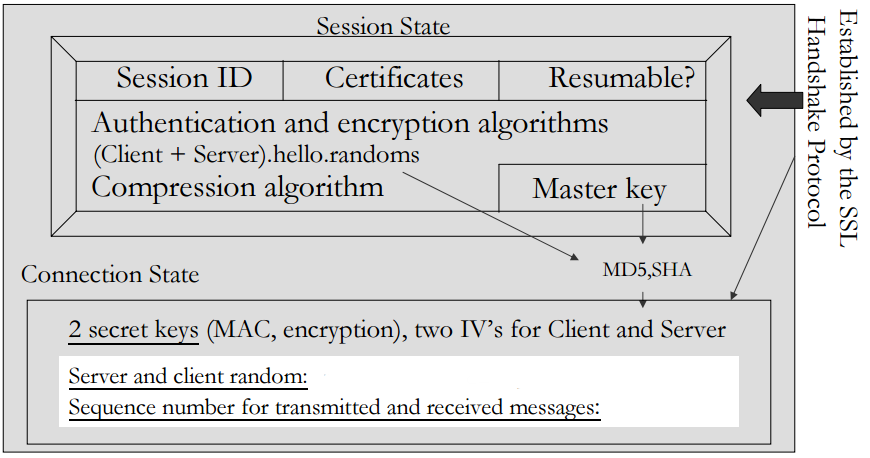 Session State
Session ID
Certificates
Resumable?
Authentication and encryption algorithms
(Client + Server).hello.randoms
Compression algorithm
Master key
Established by the SSL
Handshake Protocol
MD5,SHA
Connection State
2 secret keys (MAC, encryption), two IV's for Client and Server
Server and client random:
Sequence number for transmitted and received messages: